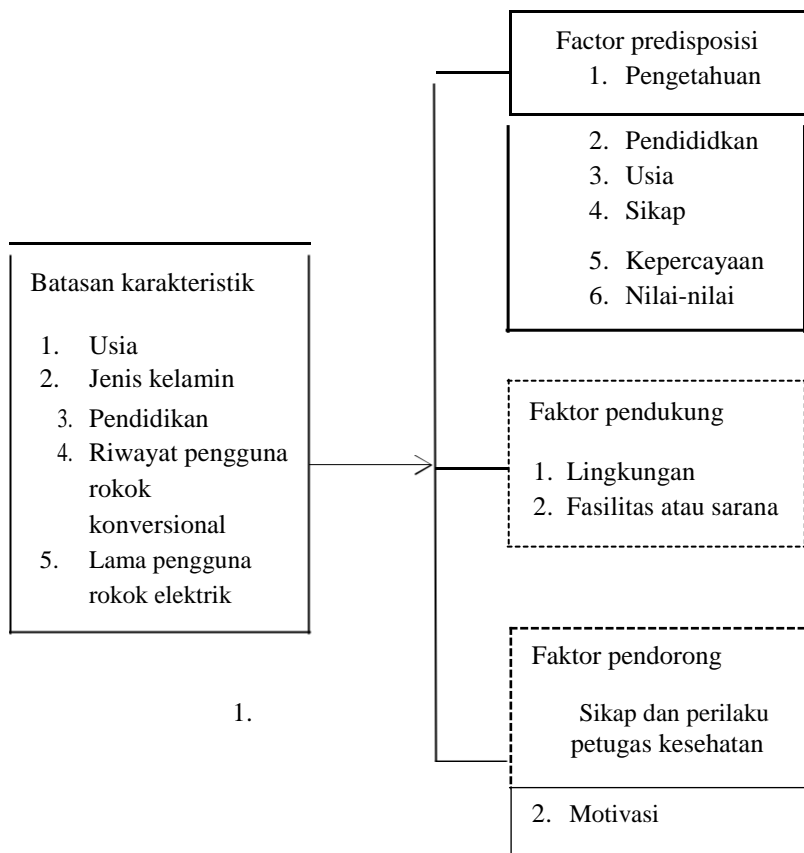 Factor predisposisi
1. Pengetahuan
2. Pendididkan
3. Usia
4. Sikap
5. Kepercayaan
6. Nilai-nilai
Batasan karakteristik
1. Usia
2. Jenis kelamin
3. Pendidikan
4. Riwayat pengguna
rokok
konversional
5. Lama pengguna
rokok elektrik
Faktor pendukung
1. Lingkungan
2. Fasilitas atau sarana
Faktor pendorong
1.
Sikap dan perilaku
petugas kesehatan
2. Motivasi